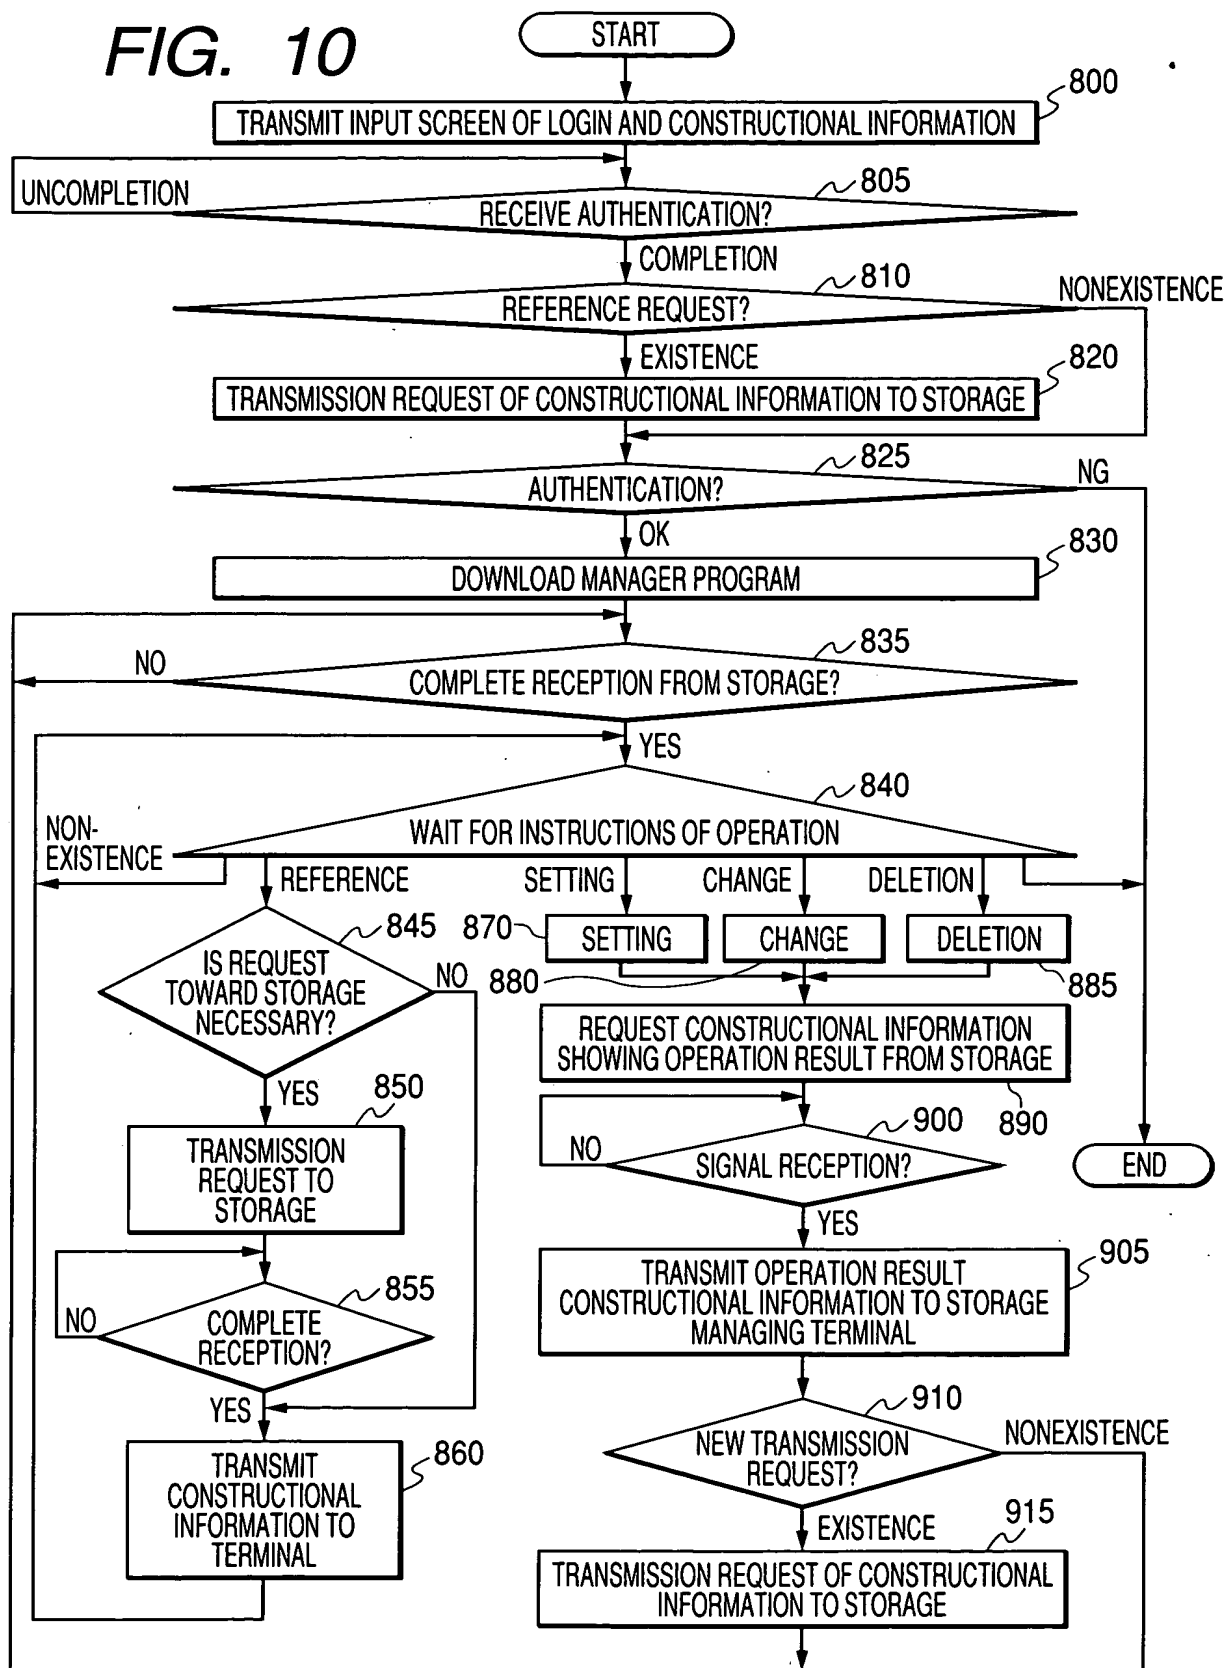 FIG. 10
START
800
TRANSMIT INPUT SCREEN OF LOGIN AND CONSTRUCTIONAL INFORMATION
UNCOMPLETION
805
RECEIVE AUTHENTICATION?
COMPLETION
810
REFERENCE REQUEST?
NONEXISTENCE
EXISTENCE
820
TRANSMISSION REQUEST OF CONSTRUCTIONAL INFORMATION TO STORAGE
825
AUTHENTICATION?
NG
OK
830
DOWNLOAD MANAGER PROGRAM
835
NO
COMPLETE RECEPTION FROM STORAGE?
YES
840
WAIT FOR INSTRUCTIONS OF OPERATION
NON-
EXISTENCE
REFERENCE
SETTING
CHANGE
DELETION
845
IS REQUEST
TOWARD STORAGE
NECESSARY?
NO
YES
870
SETTING
CHANGE
880
DELETION
885
REQUEST CONSTRUCTIONAL INFORMATION
SHOWING OPERATION RESULT FROM STORAGE
890
850
TRANSMISSION
REQUEST TO
STORAGE
900
NO
SIGNAL RECEPTION?
YES
END
855
NO
COMPLETE
RECEPTION?
YES
905
TRANSMIT OPERATION RESULT
CONSTRUCTIONAL INFORMATION TO STORAGE
MANAGING TERMINAL
860
TRANSMIT
CONSTRUCTIONAL
INFORMATION TO
TERMINAL
910
NEW TRANSMISSION
REQUEST?
NONEXISTENCE
EXISTENCE
915
TRANSMISSION REQUEST OF CONSTRUCTIONAL
INFORMATION TO STORAGE